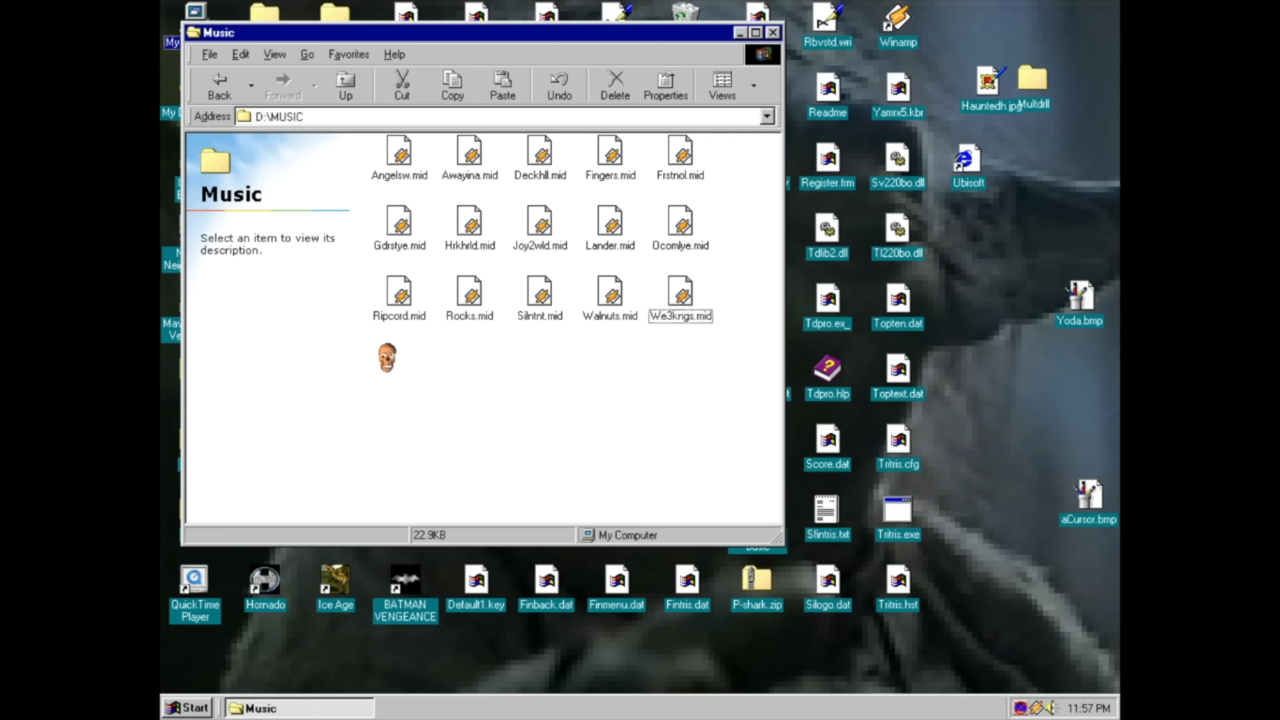 Music
File Edit View Go Favorites Help
Back Forward Up Cut Copy Paste Undo Delete Properties Views
Address D:\MUSIC
Music
Select an item to view its
description.
Angelsw.mid Awayina.mid Deckhll.mid Fingers.mid Frstnol.mid
Gdrstye.mid Hrkhrld.mid Joy2wld.mid Lander.mid Ocomlye.mid
Ripcord.mid Rocks.mid Silntnt.mid Walnuts.mid We3kngs.mid
22.9KB My Computer
Rbvstd.wri Winamp
Hauntedh.jpg Multdrll
Readme Yamrx5.kbr
Register.frm Sv220bo.dll Ubisoft
Tdlib2.dll Tl220bo.dll
Tdpro.ex_ Topten.dat Yoda.bmp
Tdpro.hlp Toptext.dat
Score.dat Tritris.cfg
Sfintris.txt Tritris.exe aCursor.bmp
QuickTime
Player
Hornado Ice Age
BATMAN
VENGEANCE
Default1.key Finback.dat Finmenu.dat Fintris.dat P-shark.zip Silogo.dat Tritris.hst
Start Music 11:57 PM